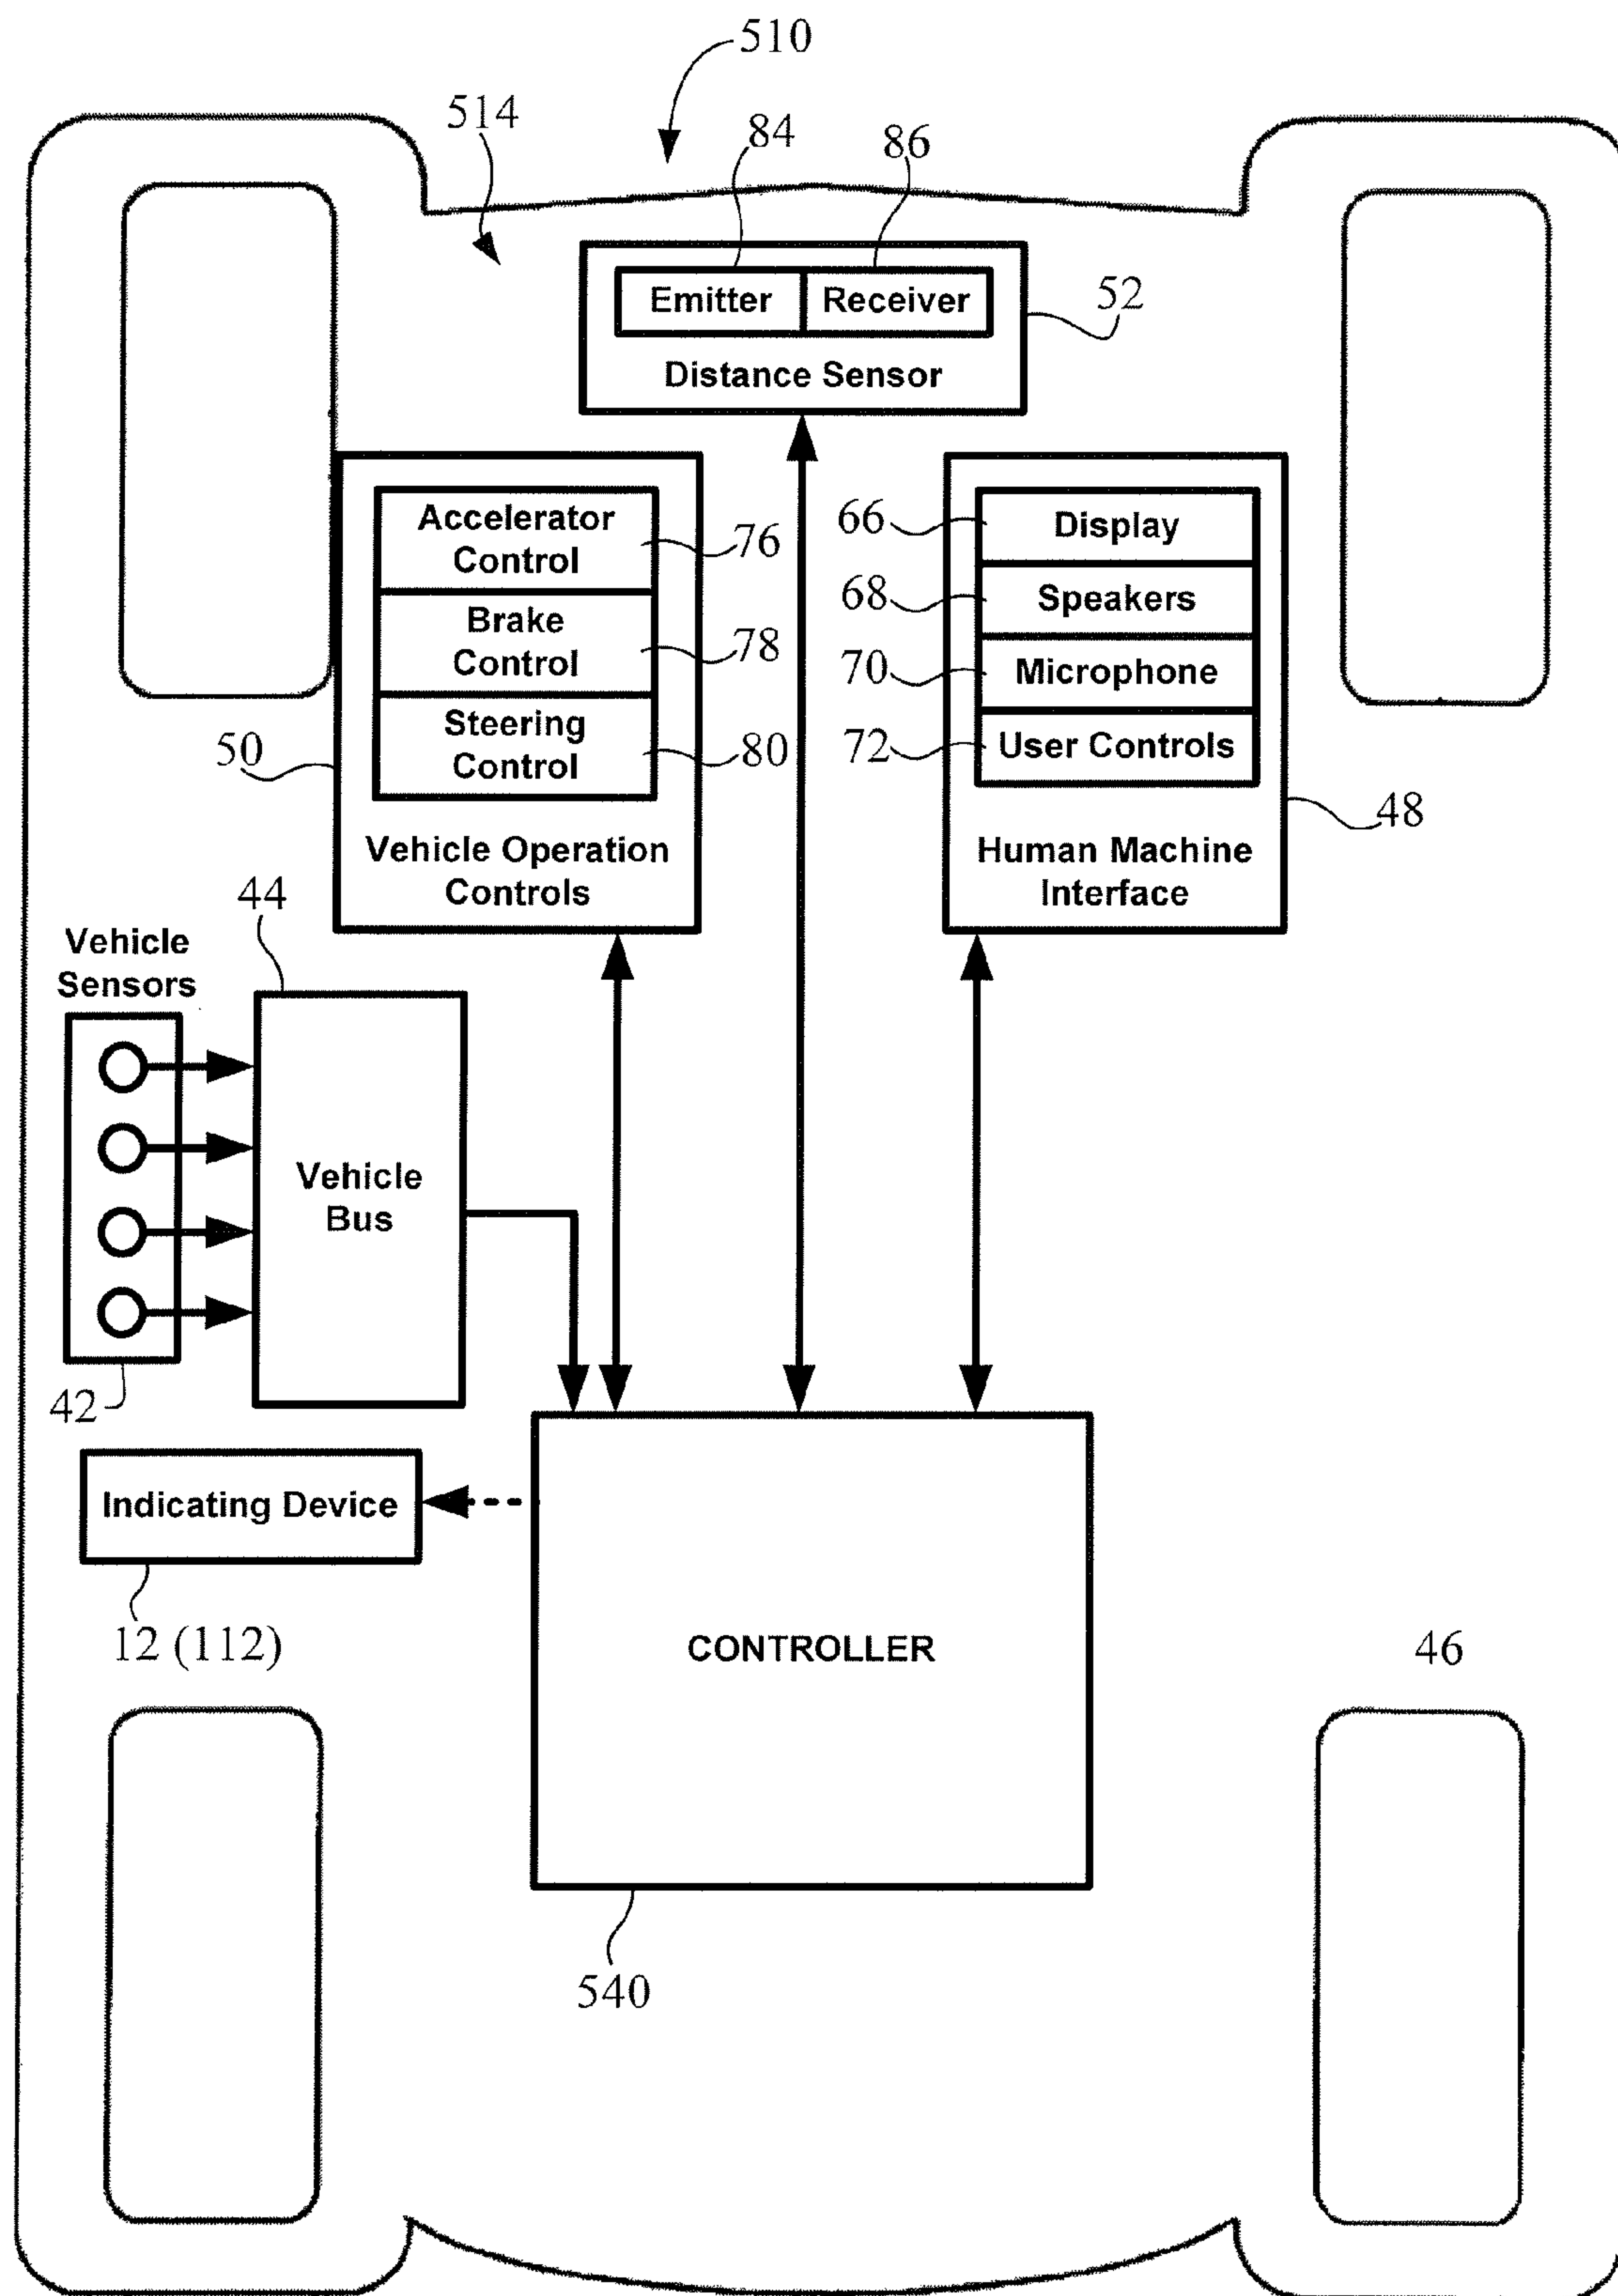 510
514
84
86
Emitter
Receiver
52
Distance Sensor
Accelerator
Control
76
Brake
Control
78
Steering
Control
80
50
Vehicle Operation
Controls
66
Display
68
Speakers
70
Microphone
72
User Controls
48
Human Machine
Interface
44
Vehicle
Sensors
Vehicle
Bus
42
Indicating Device
12 (112)
CONTROLLER
46
540